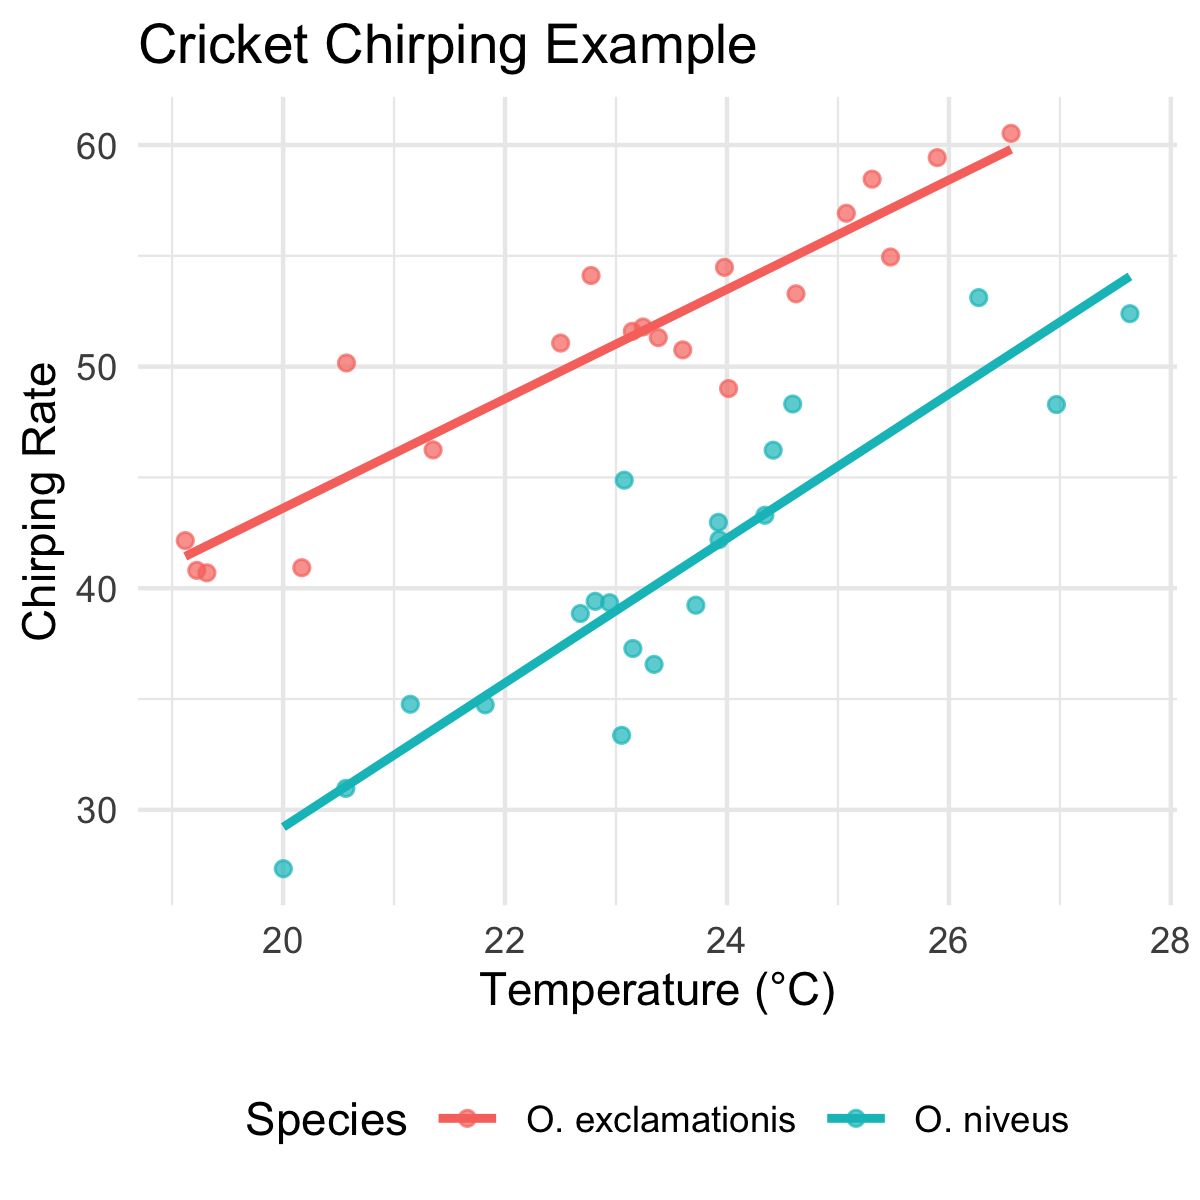 Cricket Chirping Example
60
50
40
30
Chirping Rate
20 22 24 26 28
Temperature (°C)
Species O. exclamationis O. niveus